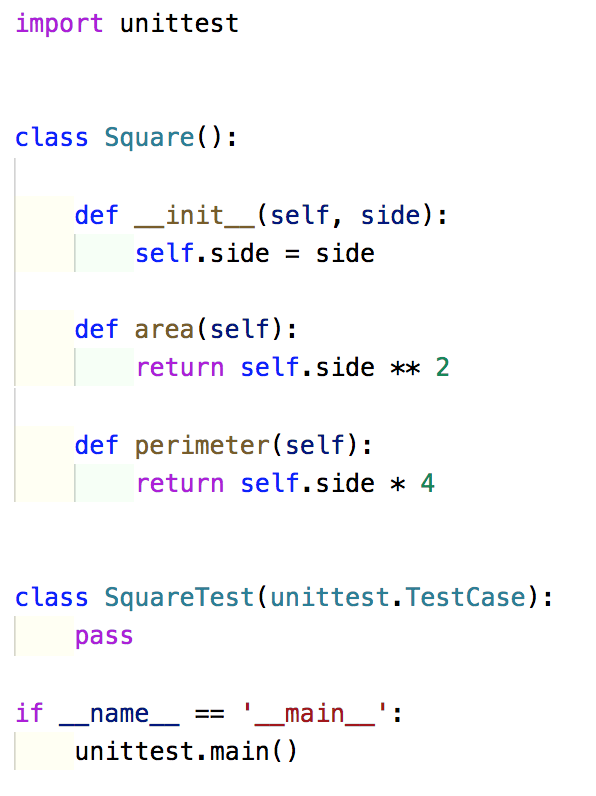 import unittest
class Square():
def __init__(self, side):
self.side = side
def area(self):
return self.side ** 2
def perimeter(self):
return self.side * 4
class SquareTest(unittest.TestCase):
pass
if __name__ == '__main__':
unittest.main()